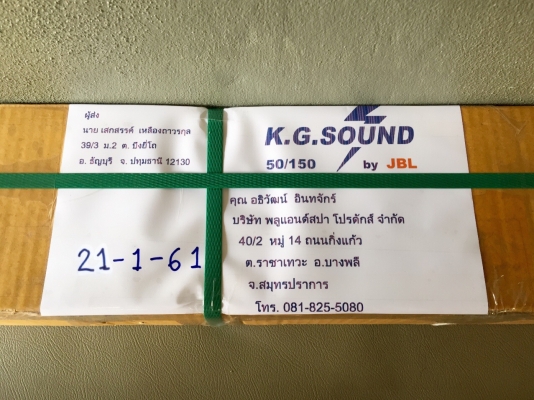 ผู้ส่ง
นาย เสกสรรค์ เหลืองถาวรกุล
39/3 ม.2 ต. บึงยี่โถ
อ. ธัญบุรี จ. ปทุมธานี 12130
21-1-61
K.G.SOUND
50/150 by JBL
คุณ อธิวัฒน์ อินทจักร์
บริษัท พลูแอนด์สปา โปรดักส์ จำกัด
40/2 หมู่ 14 ถนนกิ่งแก้ว
ต.ราชาเทวะ อ.บางพลี
จ.สมุทรปราการ
โทร. 081-825-5080